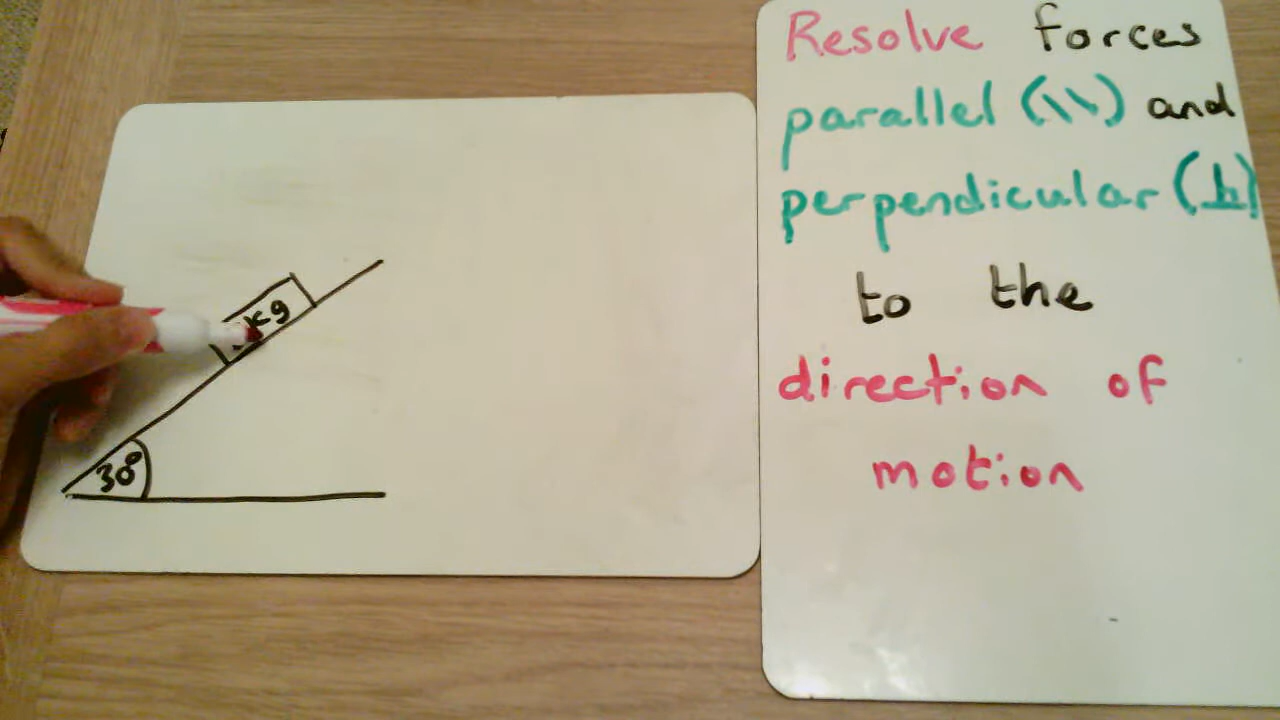 kg
30°
Resolve forces
parallel (\\) and
perpendicular (⊥)
to the
direction of
motion